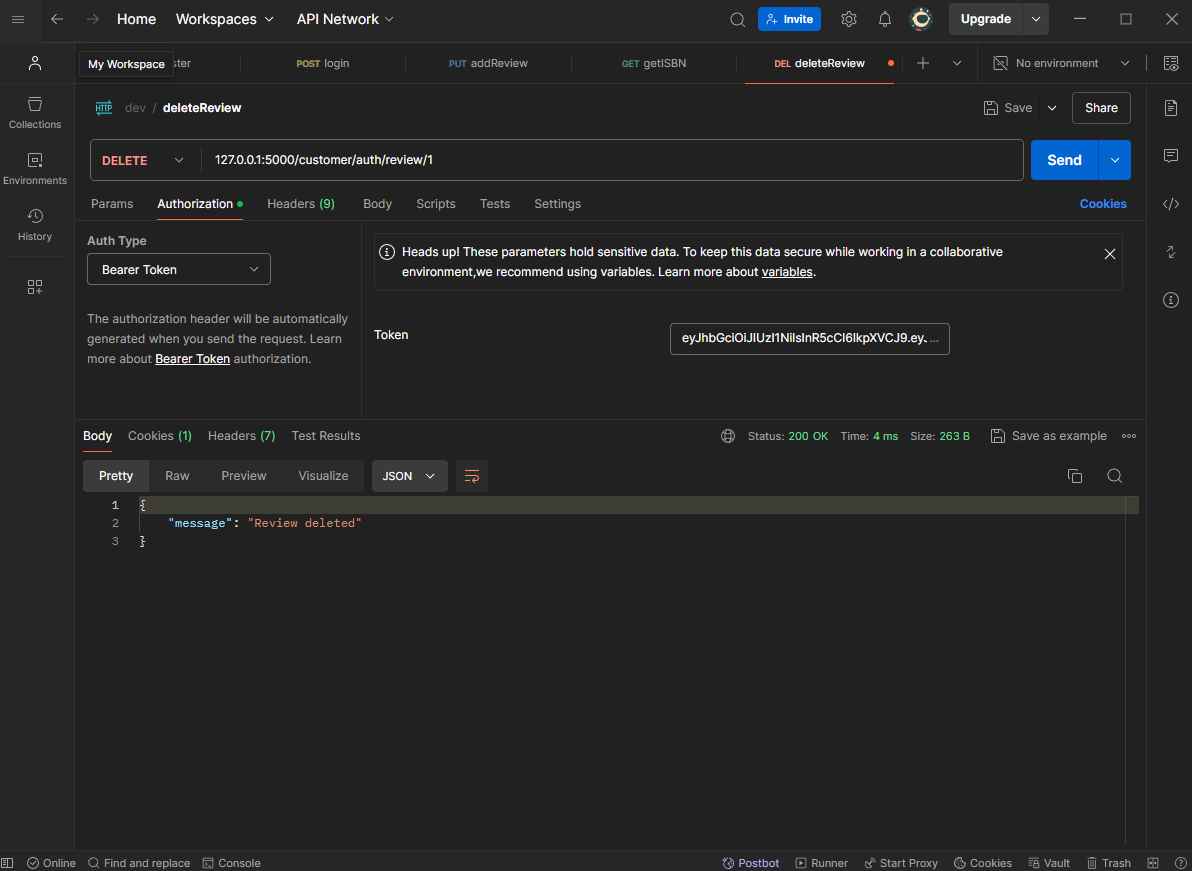 Home Workspaces API Network Invite Upgrade
My Workspace ster POST login PUT addReview GET getISBN DEL deleteReview No environment
HTTP dev / deleteReview Save Share
Collections
DELETE 127.0.0.1:5000/customer/auth/review/1 Send
Environments
Params Authorization Headers (9) Body Scripts Tests Settings Cookies
History
Auth Type
Bearer Token
Heads up! These parameters hold sensitive data. To keep this data secure while working in a collaborative
environment,we recommend using variables. Learn more about variables.
The authorization header will be automatically
generated when you send the request. Learn
more about Bearer Token authorization.
Token
Body Cookies (1) Headers (7) Test Results Status: 200 OK Time: 4 ms Size: 263 B Save as example
Pretty Raw Preview Visualize JSON
1 {
2 "message": "Review deleted"
3 }
Online Find and replace Console Postbot Runner Start Proxy Cookies Vault Trash